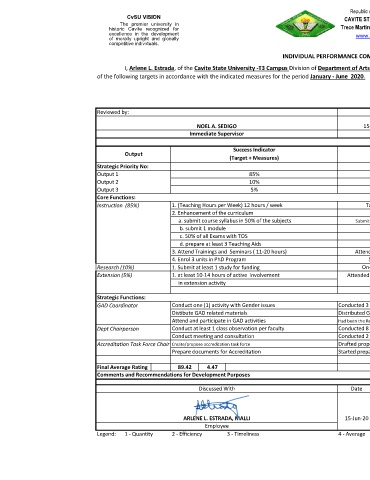 CvSU VISION
The premier university in
historic Cavite recognized for
excellence in the development
of morally upright and globally
competitive individuals.
Republic
CAVITE ST
Trece Martin
www.
INDIVIDUAL PERFORMANCE COM
I, Arlene L. Estrada, of the Cavite State University -T3 Campus Division of Department of Arts
of the following targets in accordance with the indicated measures for the period January - June 2020.
Reviewed by:
NOEL A. SEDIGO 15
Immediate Supervisor
Output Success Indicator
(Target + Measures)
Strategic Priority No:
Output 1 85%
Output 2 10%
Output 3 5%
Core Functions:
Instruction (85%) 1. (Teaching Hours per Week) 12 hours / week
2. Enhancement of the curriculum
a. submit course syllabus in 50% of the subjects Submit
b. submit 1 module
c. 50% of all Exams with TOS
d. prepare at least 3 Teaching Aids
3. Attend Trainings and Seminars ( 11-20 hours) Attend
4. Enrol 3 units in PhD Program
Research (10%) 1. Submit at least 1 study for funding On
Extension (5%) 1. at least 10-14 hours of active involvement Attended
in extension activity
Strategic Functions:
GAD Coordinator Conduct one (1) activity with Gender issues Conducted 3
Distibute GAD related materials Distributed G
Attend and participate in GAD activities Had been the Ad
Dept Chairperson Conduct at least 1 class observation per faculty Conducted 8
Conduct meeting and consultation Conducted 2
Accreditation Task Force Chair Create/propose accreditation task force Drafted prop
Prepare documents for Accreditation Started prepa
Final Average Rating 89.42 4.47
Comments and Recommendations for Development Purposes
Discussed With Date
ARLENE L. ESTRADA, MALLI 15-Jun-20
Employee
Legend: 1 - Quantity 2 - Efficiency 3 - Timeliness 4 - Average